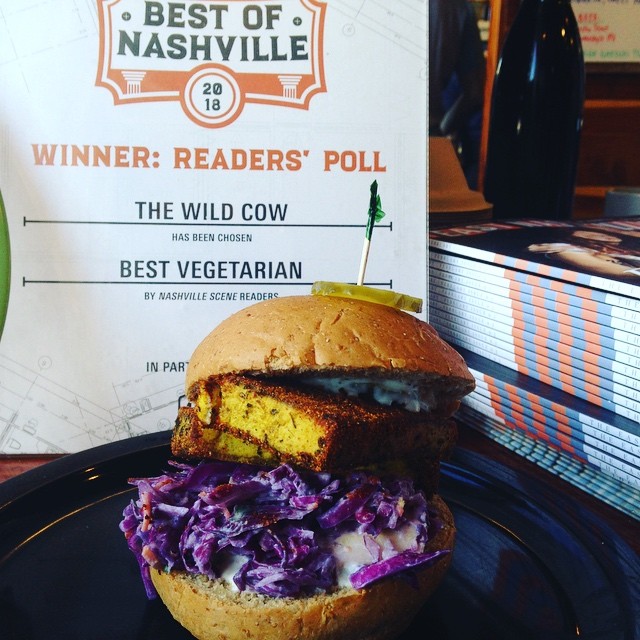 BEST OF
NASHVILLE
20
18
WINNER: READERS' POLL
THE WILD COW
HAS BEEN CHOSEN
BEST VEGETARIAN
BY NASHVILLE SCENE READERS
IN PART